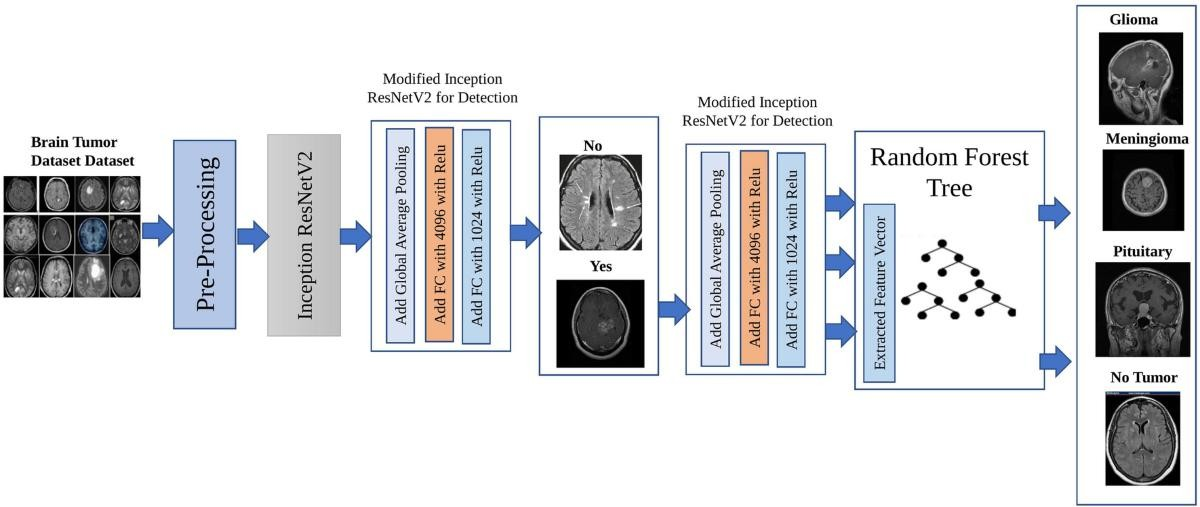 Brain Tumor
Dataset Dataset
Pre-Processing
Inception ResNetV2
Modified Inception
ResNetV2 for Detection
Add Global Average Pooling
Add FC with 4096 with Relu
Add FC with 1024 with Relu
No
Yes
Modified Inception
ResNetV2 for Detection
Add Global Average Pooling
Add FC with 4096 with Relu
Add FC with 1024 with Relu
Random Forest
Tree
Extracted Feature Vector
Glioma
Meningioma
Pituitary
No Tumor